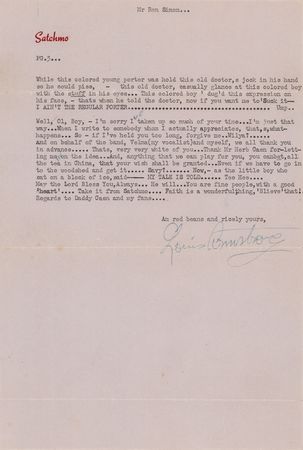 Mr Ben Simon...
Satchmo
PG.3...
While this colored young porter was hold this old doctor,s jock in his hand
so he could piss, - this old doctor, casually glance at this colored boy
with the stuff in his eyes... This colored boy ' dug'd this expression on
his face, - thats when he told the doctor, now if you want me to'Suck it--
I AIN'T THE REGULAR PORTER
Well, Ol, Boy, - I'm sorry I taken up so much of your time...I'm just that
way...When I write to somebody when I actually appreciates, that,s,what-
happens... So - if I've held you too long, forgive me..Wilya?....
And on behalf of the band, Velma(my vocalist)and myself, we all thank you
in advance..... Thats, very very white of you...Thank Mr Herb Caen for-lett-
ing on the idea...And, anything that we can play for you, you canbet,all
the tea in China, that your wish shall be granted...Even if we have to go in
to the woodshed and get it..... Savy?...... Now,- as the little boy who
sat on a block of ice,said---- MY TALE IS TOLD...... Tee Hee....
May the Lord Bless You,Always.... He will...You are fine people,with a good
'heart'... Take it from Satchmo.... Faith is a wonderfulthing,'Blieve'that!
Regards to Daddy Caen and my fans....
Am red beans and ricely yours,
Louis Armstrong